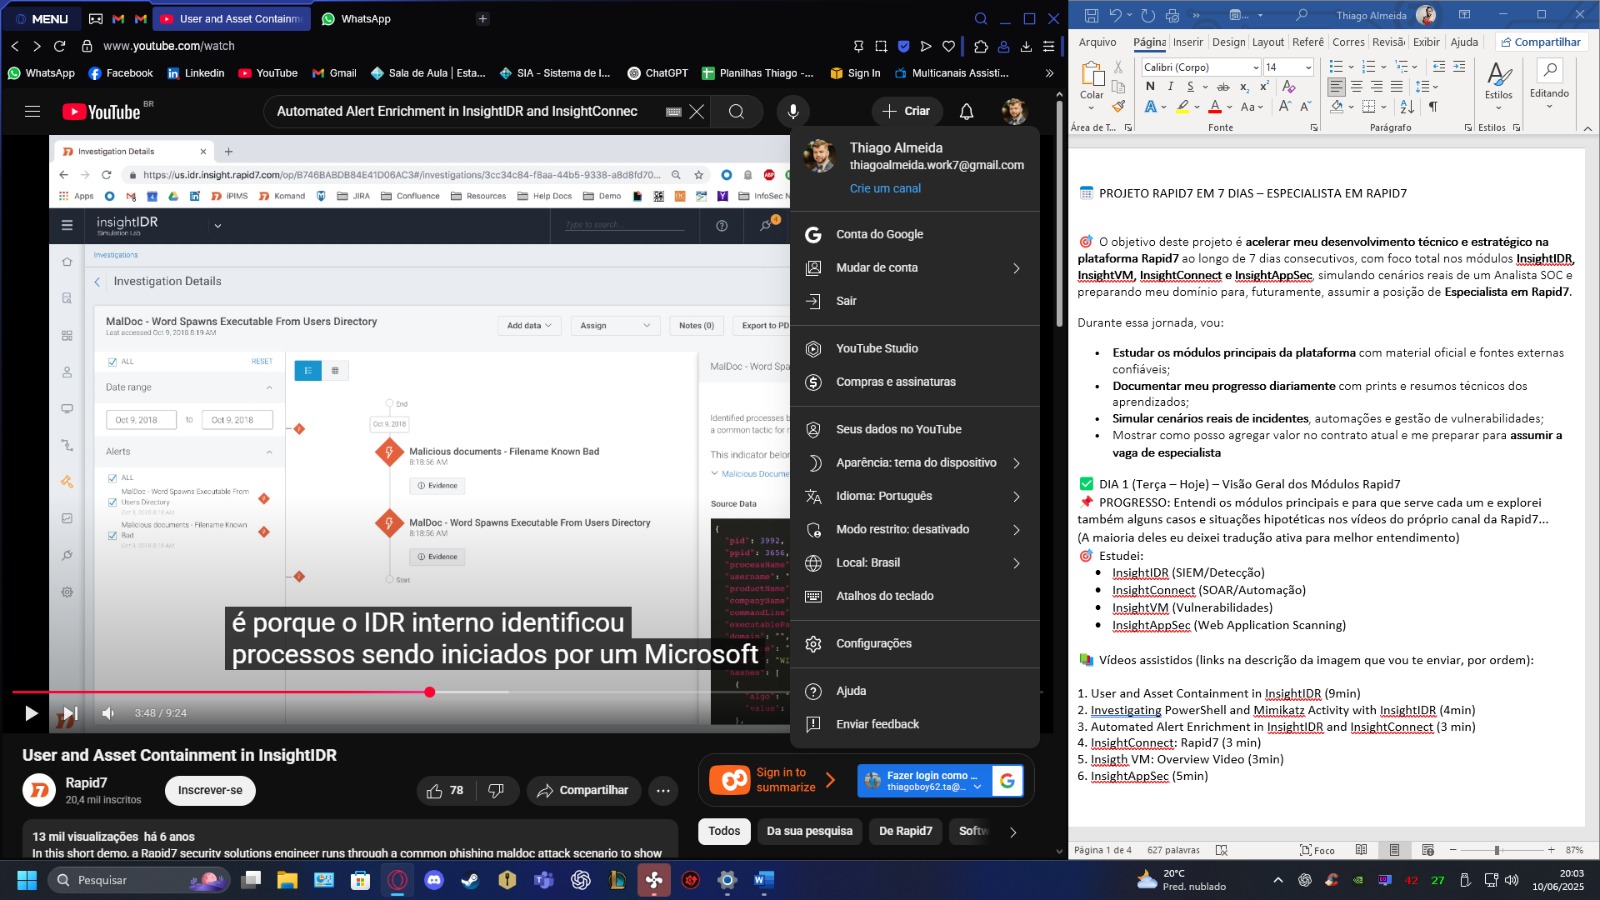 MENU
User and Asset Containm
WhatsApp
www.youtube.com/watch
WhatsApp
Facebook
Linkedin
YouTube
Gmail
Sala de Aula | Esta...
SIA - Sistema de I...
ChatGPT
Planilhas Thiago -...
Sign In
Multicanais Assisti...
YouTube BR
Automated Alert Enrichment in InsightIDR and InsightConnec
Criar
Investigation Details
https://us.idr.insight.rapid7.com/op/B746BABDB84E41D06AC3#/investigations/3cc34c84-f8aa-44b5-9338-a8d8fd70...
Apps
iPIMS
Komand
JIRA
Confluence
Resources
Help Docs
Demo
InfoSec N
insightIDR
Simulation Lab
Type to search...
4
Investigations
Investigation Details
MalDoc - Word Spawns Executable From Users Directory
Last accessed Oct 9, 2018 8:19 AM
Add data
Assign
Notes (0)
Export to PD
ALL
RESET
Date range
Oct 9, 2018
to
Oct 9, 2018
Alerts
ALL
MalDoc - Word Spawns Executable From
Users Directory
Oct 9, 2018 8:19 AM
Malicious documents - Filename Known
Bad
Oct 9, 2018 8:19 AM
End
Oct 9, 2018
Malicious documents - Filename Known Bad
8:18:56 AM
Evidence
MalDoc - Word Spawns Executable From Users Directory
8:18:56 AM
Evidence
Start
MalDoc - Word Spa
Identified processes b
a common tactic for r
This indicator belon
Malicious Docume
Source Data
{
"pid": 3992,
"ppid": 3656,
"processName"
"username": "
"productName"
"companyName"
"commandLine"
"executablePa
"domain": "",
"hashes": [
{
"algo"
"value"
é porque o IDR interno identificou
processos sendo iniciados por um Microsoft
3:48 / 9:24
Thiago Almeida
thiagoalmeida.work7@gmail.com
Crie um canal
Conta do Google
Mudar de conta
Sair
YouTube Studio
Compras e assinaturas
Seus dados no YouTube
Aparência: tema do dispositivo
Idioma: Português
Modo restrito: desativado
Local: Brasil
Atalhos do teclado
Configurações
Ajuda
Enviar feedback
User and Asset Containment in InsightIDR
Rapid7
20,4 mil inscritos
Inscrever-se
78
Compartilhar
13 mil visualizações há 6 anos
In this short demo, a Rapid7 security solutions engineer runs through a common phishing maldoc attack scenario to show
Sign in to
summarize
Fazer login como ...
thiagoboy62.ta@...
Todos
Da sua pesquisa
De Rapid7
Softw
Thiago Almeida
Arquivo
Página
Inserir
Design
Layout
Referê
Corres
Revisã
Exibir
Ajuda
Compartilhar
Colar
Calibri (Corpo)
14
N I S ab x₂ x² A
A A Aa A A
Estilos
Editando
Área de T...
Fonte
Parágrafo
Estilos
PROJETO RAPID7 EM 7 DIAS – ESPECIALISTA EM RAPID7
O objetivo deste projeto é acelerar meu desenvolvimento técnico e estratégico na
plataforma Rapid7 ao longo de 7 dias consecutivos, com foco total nos módulos InsightIDR,
InsightVM, InsightConnect e InsightAppSec, simulando cenários reais de um Analista SOC e
preparando meu domínio para, futuramente, assumir a posição de Especialista em Rapid7.
Durante essa jornada, vou:
• Estudar os módulos principais da plataforma com material oficial e fontes externas
confiáveis;
• Documentar meu progresso diariamente com prints e resumos técnicos dos
aprendizados;
• Simular cenários reais de incidentes, automações e gestão de vulnerabilidades;
• Mostrar como posso agregar valor no contrato atual e me preparar para assumir a
vaga de especialista
DIA 1 (Terça – Hoje) – Visão Geral dos Módulos Rapid7
PROGRESSO: Entendi os módulos principais e para que serve cada um e explorei
também alguns casos e situações hipotéticas nos vídeos do próprio canal da Rapid7...
(A maioria deles eu deixei tradução ativa para melhor entendimento)
Estudei:
• InsightIDR (SIEM/Detecção)
• InsightConnect (SOAR/Automação)
• InsightVM (Vulnerabilidades)
• InsightAppSec (Web Application Scanning)
Vídeos assistidos (links na descrição da imagem que vou te enviar, por ordem):
1. User and Asset Containment in InsightIDR (9min)
2. Investigating PowerShell and Mimikatz Activity with InsightIDR (4min)
3. Automated Alert Enrichment in InsightIDR and InsightConnect (3 min)
4. InsightConnect: Rapid7 (3 min)
5. Insigth VM: Overview Video (3min)
6. InsightAppSec (5min)
Página 1 de 4
627 palavras
Foco
87%
Pesquisar
20°C
Pred. nublado
42
27
20:03
10/06/2025